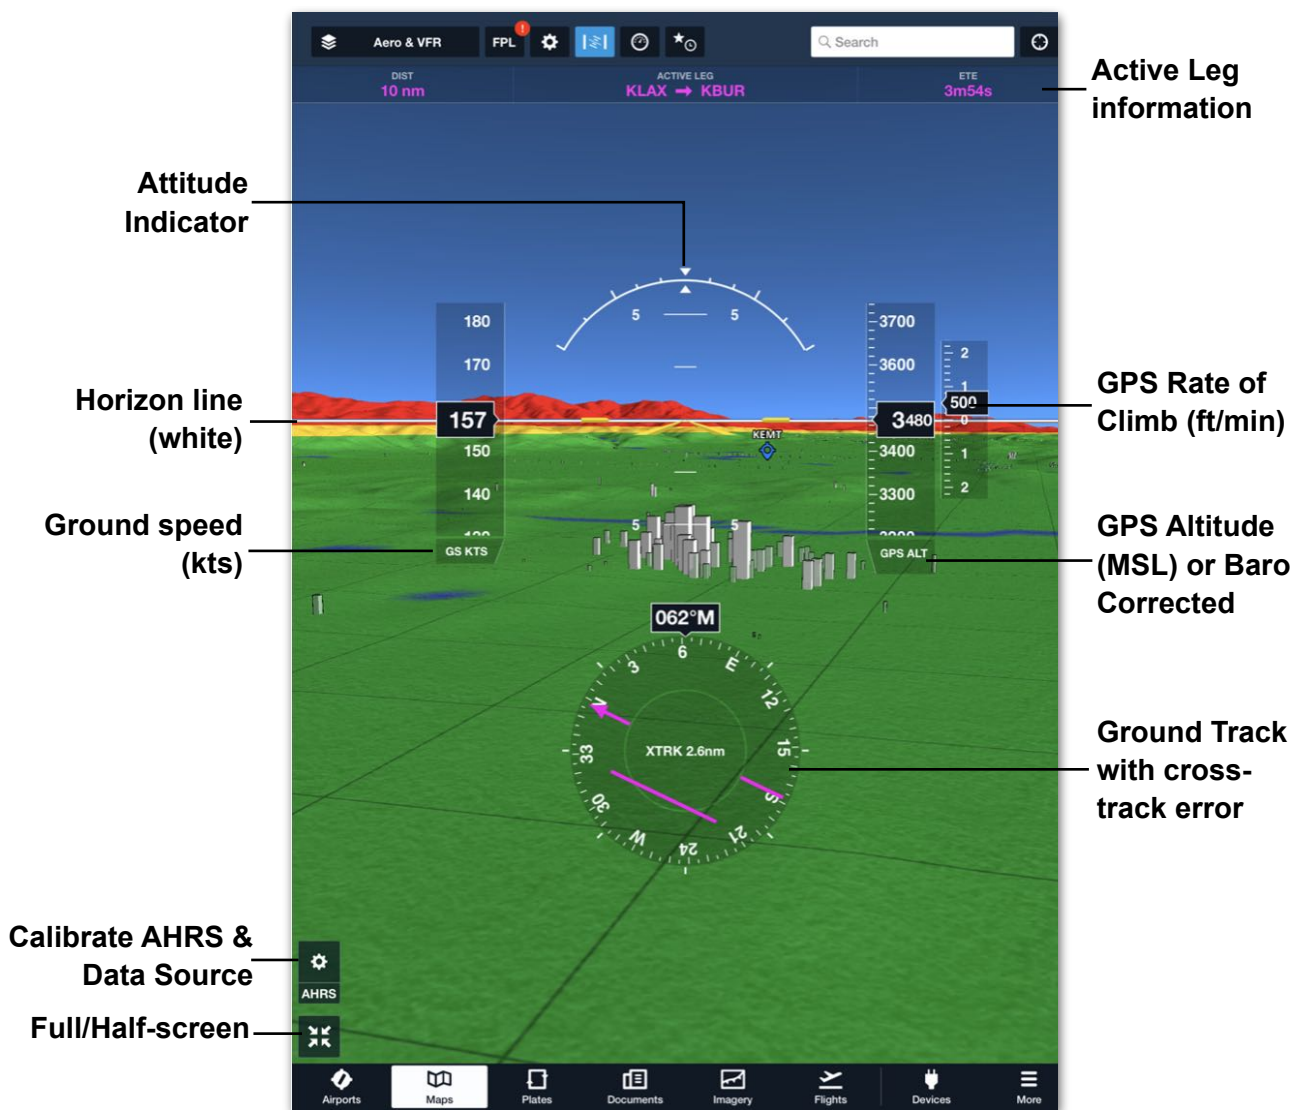 Aero & VFR
FPL
!
Search
DIST
10 nm
ACTIVE LEG
KLAX → KBUR
ETE
3m54s
Active Leg
information
Attitude
Indicator
5 5
180
170
157
150
140
130
GS KTS
3700
3600
3480
3400
3300
3200
GPS ALT
2
1
500
0
1
2
KEMT
5 5
Horizon line
(white)
Ground speed
(kts)
GPS Rate of
Climb (ft/min)
GPS Altitude
(MSL) or Baro
Corrected
062°M
6
3
E
N
12
33
XTRK 2.6nm
15
30
S
W
21
24
Ground Track
with cross-
track error
Calibrate AHRS &
Data Source
AHRS
Full/Half-screen
Airports
Maps
Plates
Documents
Imagery
Flights
Devices
More